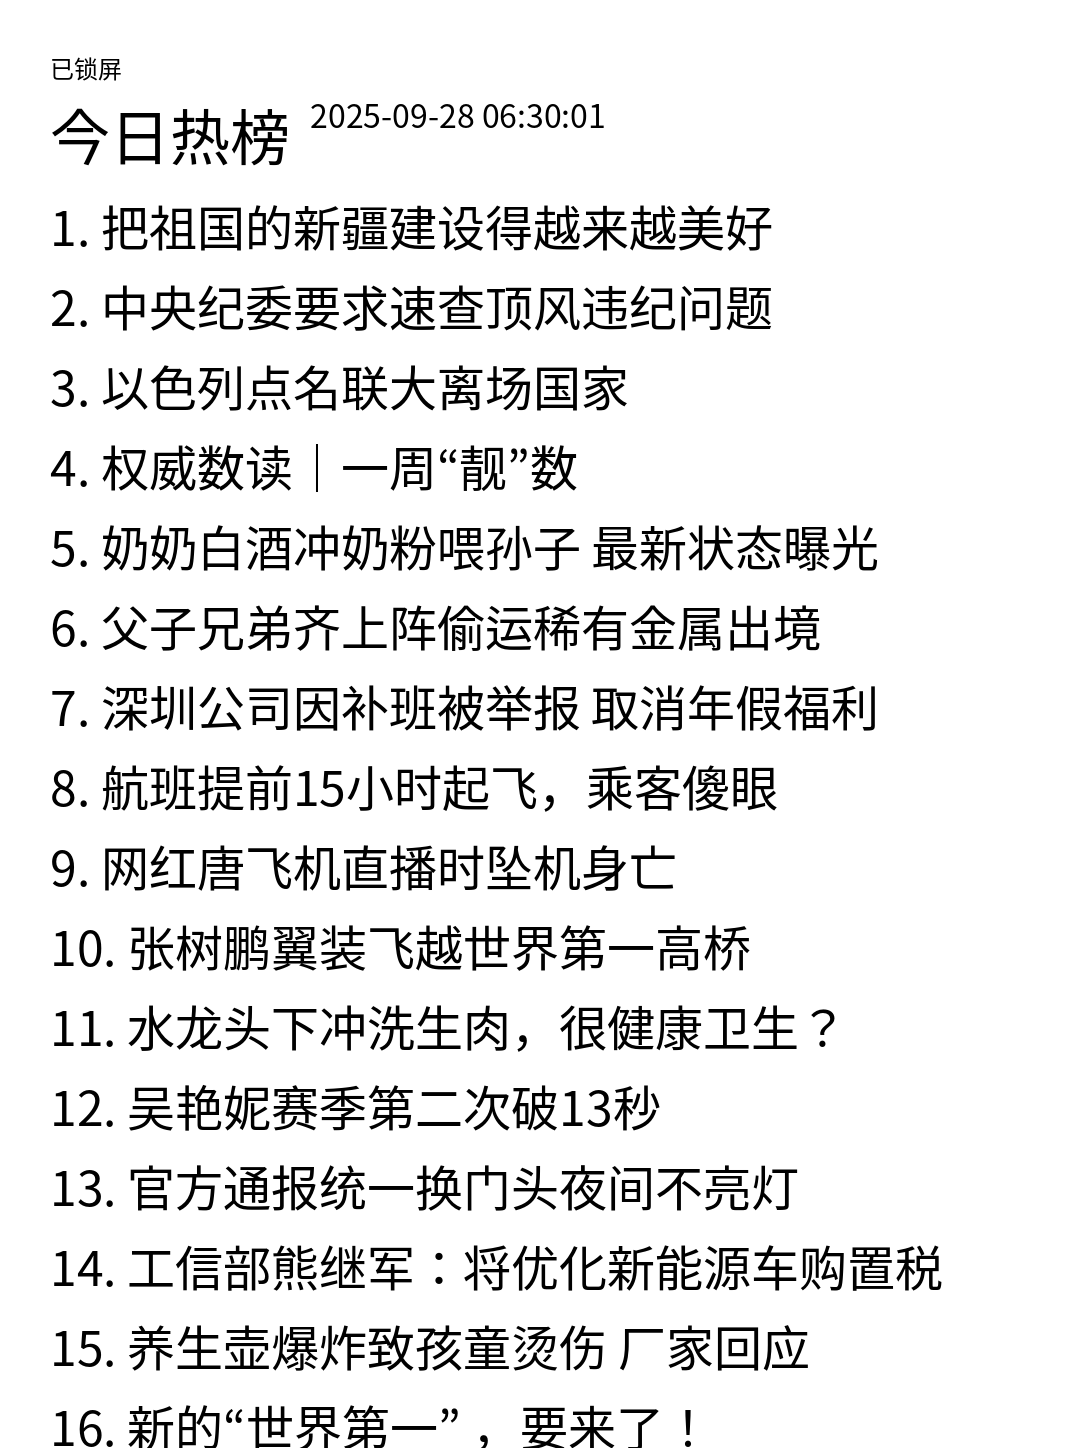 已锁屏
今日热榜 2025-09-28 06:30:01
1. 把祖国的新疆建设得越来越美好
2. 中央纪委要求速查顶风违纪问题
3. 以色列点名联大离场国家
4. 权威数读｜一周“靓”数
5. 奶奶白酒冲奶粉喂孙子 最新状态曝光
6. 父子兄弟齐上阵偷运稀有金属出境
7. 深圳公司因补班被举报 取消年假福利
8. 航班提前15小时起飞，乘客傻眼
9. 网红唐飞机直播时坠机身亡
10. 张树鹏翼装飞越世界第一高桥
11. 水龙头下冲洗生肉，很健康卫生？
12. 吴艳妮赛季第二次破13秒
13. 官方通报统一换门头夜间不亮灯
14. 工信部熊继军：将优化新能源车购置税
15. 养生壶爆炸致孩童烫伤 厂家回应
16. 新的“世界第一”，要来了！